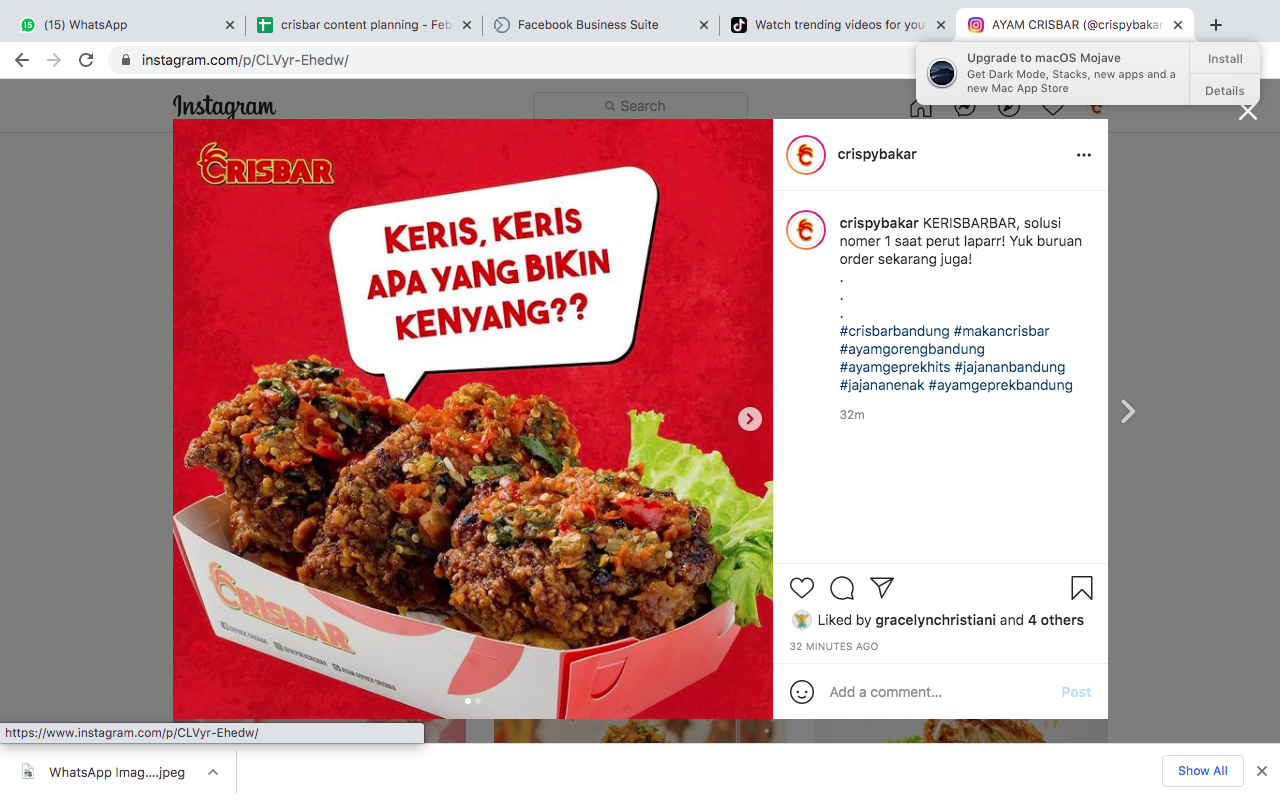 (15) WhatsApp
crisbar content planning - Feb
Facebook Business Suite
Watch trending videos for you
AYAM CRISBAR (@crispybakar
instagram.com/p/CLVyr-Ehedw/
Upgrade to macOS Mojave
Get Dark Mode, Stacks, new apps and a
new Mac App Store
Install
Details
Instagram
Search
CRISBAR
KERIS, KERIS
APA YANG BIKIN
KENYANG??
CRISBAR
crispybakar
crispybakar KERISBARBAR, solusi
nomer 1 saat perut laparr! Yuk buruan
order sekarang juga!
.
.
.
#crisbarbandung #makancrisbar
#ayamgorengbandung
#ayamgeprekhits #jajananbandung
#jajananenak #ayamgeprekbandung
32m
Liked by gracelynchristiani and 4 others
32 MINUTES AGO
Add a comment...
Post
https://www.instagram.com/p/CLVyr-Ehedw/
WhatsApp Imag....jpeg
Show All